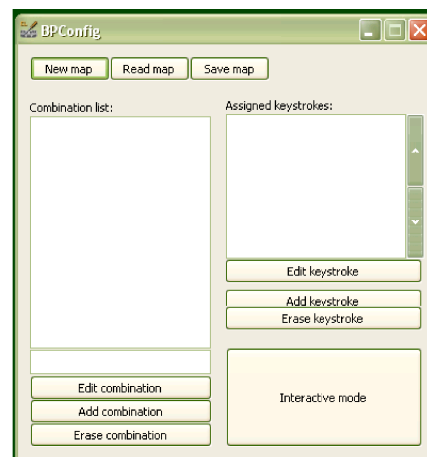 BPConfig
New map Read map Save map
Combination list:
Assigned keystrokes:
Edit keystroke
Add keystroke
Erase keystroke
Edit combination
Add combination
Erase combination
Interactive mode